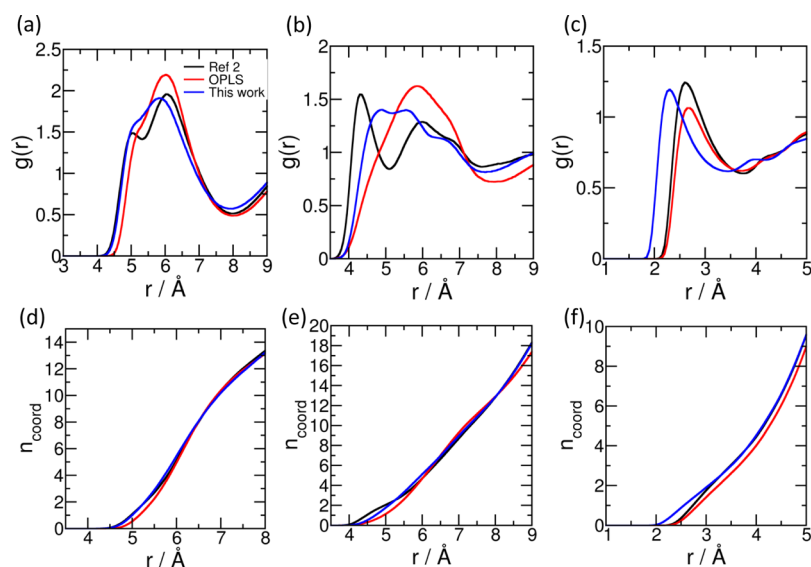 (a)
(b)
(c)
2.5
2
1.5
1
0.5
0
g(r)
Ref 2
OPLS
This work
3 4 5 6 7 8 9
r / Å
2
1.5
1
0.5
0
g(r)
4 5 6 7 8 9
r / Å
1.5
1
0.5
0
g(r)
1 2 3 4 5
r / Å
(d)
(e)
(f)
14
12
10
8
6
4
2
0
n_coord
4 5 6 7 8
r / Å
20
18
16
14
12
10
8
6
4
2
0
n_coord
4 5 6 7 8 9
r / Å
10
8
6
4
2
0
n_coord
1 2 3 4 5
r / Å